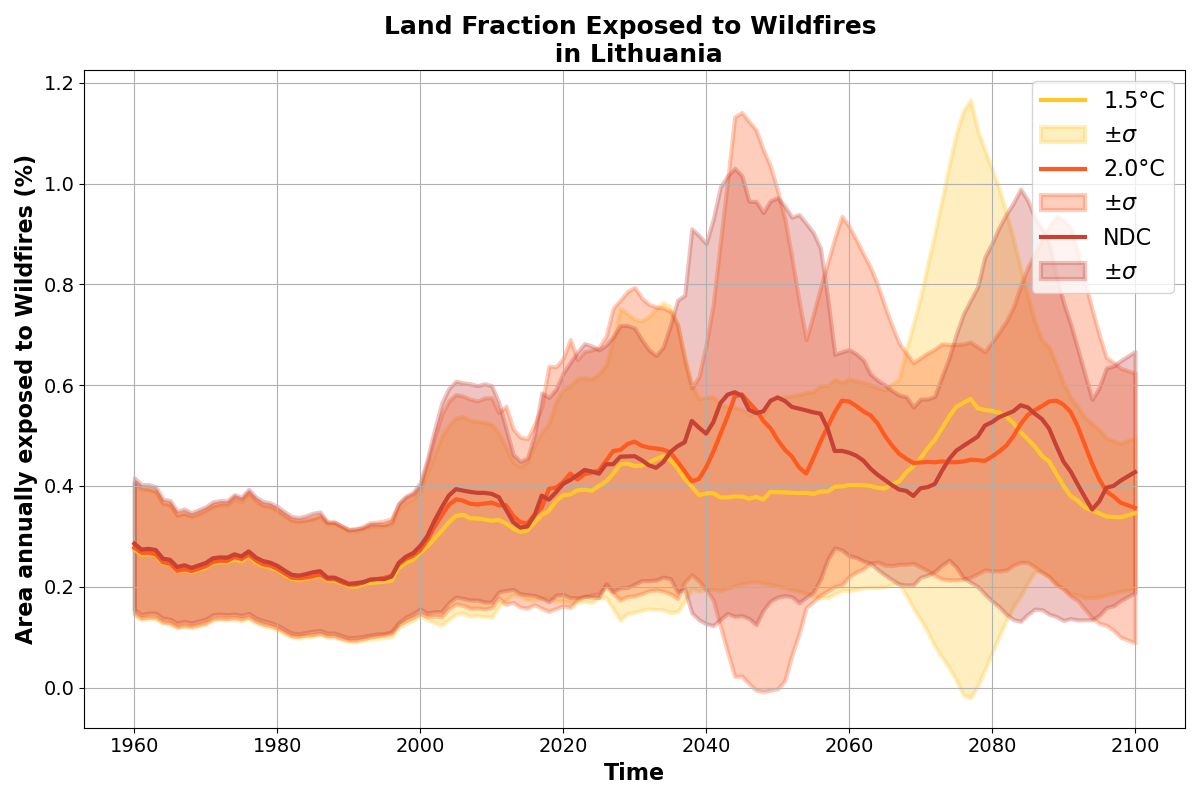 Land Fraction Exposed to Wildfires
in Lithuania
Area annually exposed to Wildfires (%)
1.2
1.0
0.8
0.6
0.4
0.2
0.0
1960
1980
2000
2020
2040
2060
2080
2100
Time
1.5°C
±σ
2.0°C
±σ
NDC
±σ